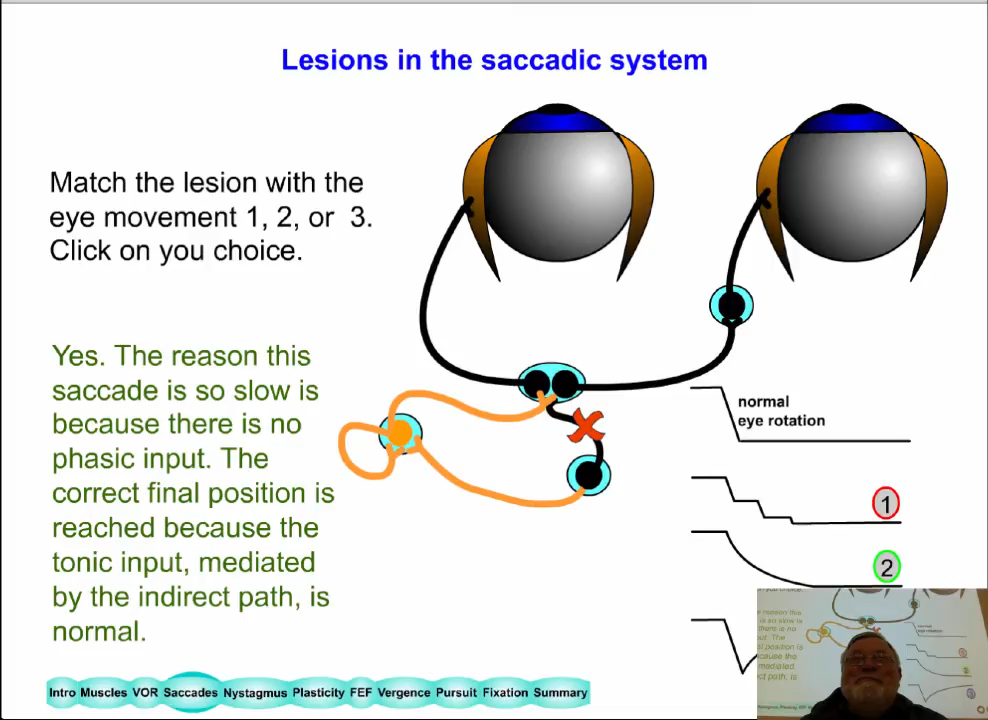 Lesions in the saccadic system
Match the lesion with the
eye movement 1, 2, or 3.
Click on you choice.
Yes. The reason this
saccade is so slow is
because there is no
phasic input. The
correct final position is
reached because the
tonic input, mediated
by the indirect path, is
normal.
normal
eye rotation
1
2
Intro Muscles VOR Saccades Nystagmus Plasticity FEF Vergence Pursuit Fixation Summary